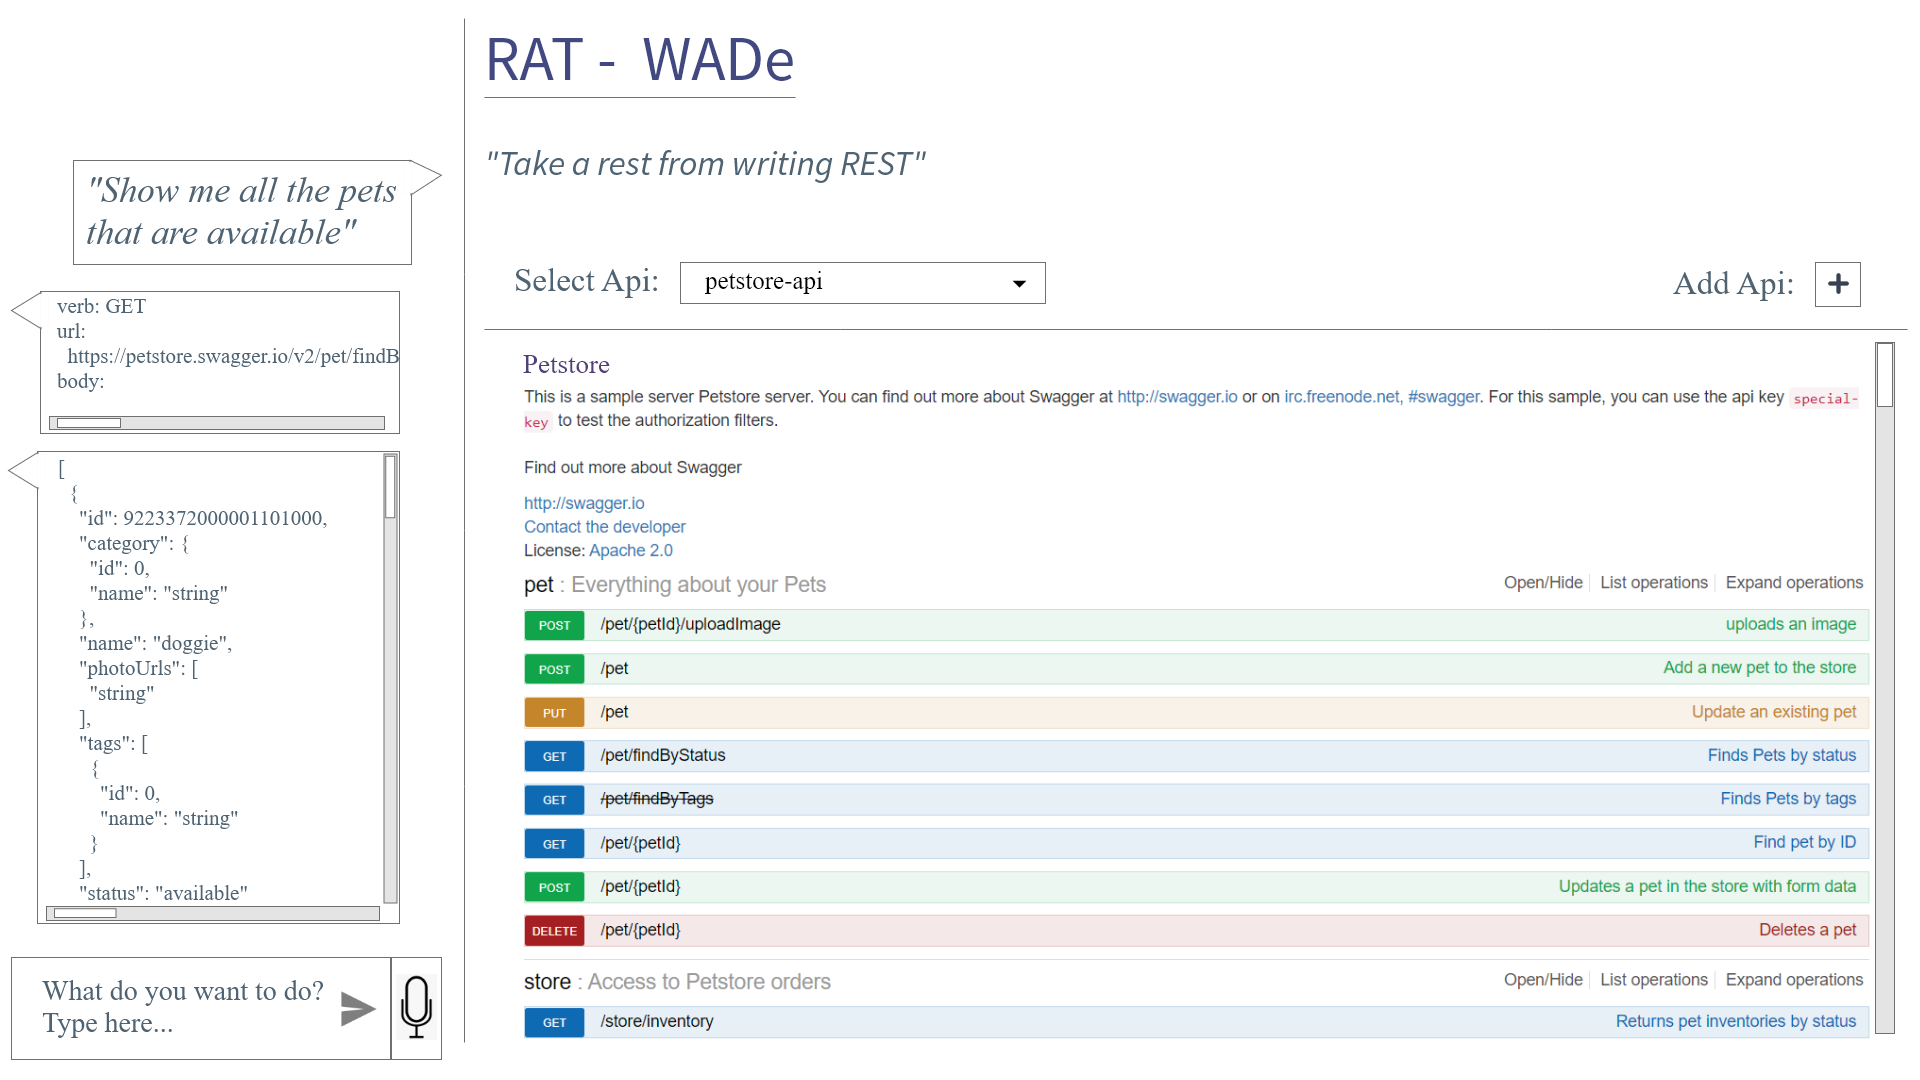 RAT - WADe
"Take a rest from writing REST"
"Show me all the pets
that are available"
verb: GET
url:
https://petstore.swagger.io/v2/pet/findB
body:
[
{
"id": 9223372000001101000,
"category": {
"id": 0,
"name": "string"
},
"name": "doggie",
"photoUrls": [
"string"
],
"tags": [
{
"id": 0,
"name": "string"
}
],
"status": "available"
What do you want to do?
Type here...
Select Api: petstore-api Add Api: +
Petstore
This is a sample server Petstore server. You can find out more about Swagger at http://swagger.io or on irc.freenode.net, #swagger. For this sample, you can use the api key special-
key to test the authorization filters.
Find out more about Swagger
http://swagger.io
Contact the developer
License: Apache 2.0
pet : Everything about your Pets Open/Hide List operations Expand operations
POST /pet/{petId}/uploadImage uploads an image
POST /pet Add a new pet to the store
PUT /pet Update an existing pet
GET /pet/findByStatus Finds Pets by status
GET /pet/findByTags Finds Pets by tags
GET /pet/{petId} Find pet by ID
POST /pet/{petId} Updates a pet in the store with form data
DELETE /pet/{petId} Deletes a pet
store : Access to Petstore orders Open/Hide List operations Expand operations
GET /store/inventory Returns pet inventories by status